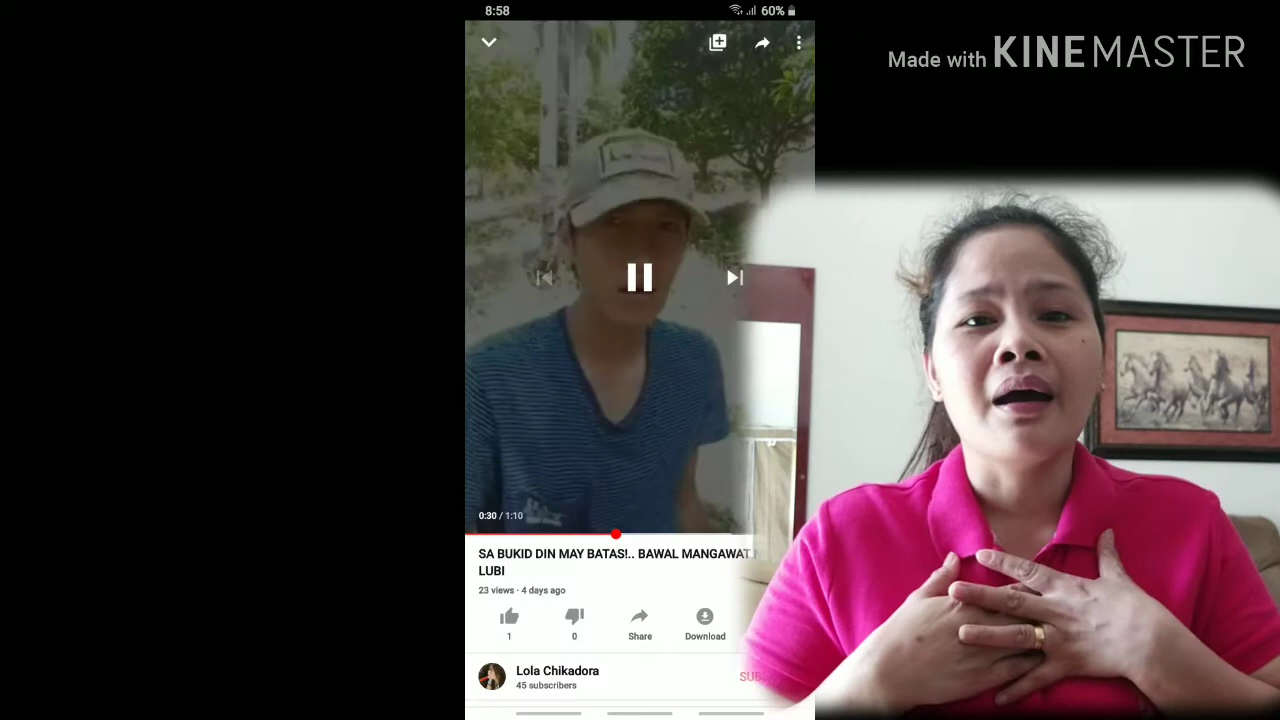 8:58
60%
Made with KINEMASTER
0:30 / 1:10
SA BUKID DIN MAY BATAS!.. BAWAL MANGAWAT
LUBI
23 views · 4 days ago
1
0
Share
Download
Lola Chikadora
45 subscribers